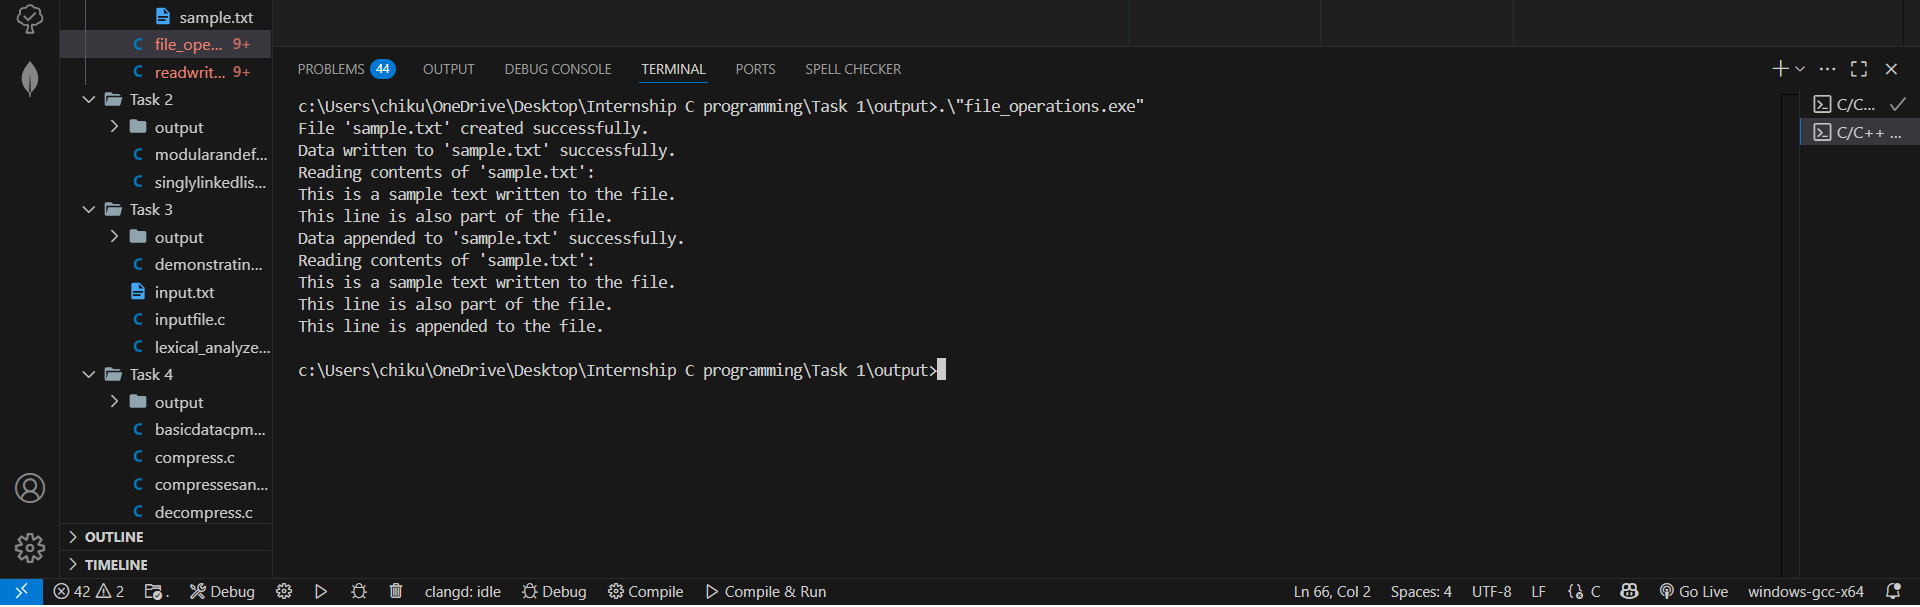 sample.txt
file_ope... 9+
readwrit... 9+
Task 2
output
modularandef...
singlylinkedlis...
Task 3
output
demonstratin...
input.txt
inputfile.c
lexical_analyze...
Task 4
output
basicdatacpm...
compress.c
compressesan...
decompress.c
OUTLINE
TIMELINE
PROBLEMS 44 OUTPUT DEBUG CONSOLE TERMINAL PORTS SPELL CHECKER
c:\Users\chiku\OneDrive\Desktop\Internship C programming\Task 1\output>.\"file_operations.exe"
File 'sample.txt' created successfully.
Data written to 'sample.txt' successfully.
Reading contents of 'sample.txt':
This is a sample text written to the file.
This line is also part of the file.
Data appended to 'sample.txt' successfully.
Reading contents of 'sample.txt':
This is a sample text written to the file.
This line is also part of the file.
This line is appended to the file.
c:\Users\chiku\OneDrive\Desktop\Internship C programming\Task 1\output>
C/C...
C/C++ ...
42 2 . Debug clangd: idle Debug Compile Compile & Run Ln 66, Col 2 Spaces: 4 UTF-8 LF {} C Go Live windows-gcc-x64